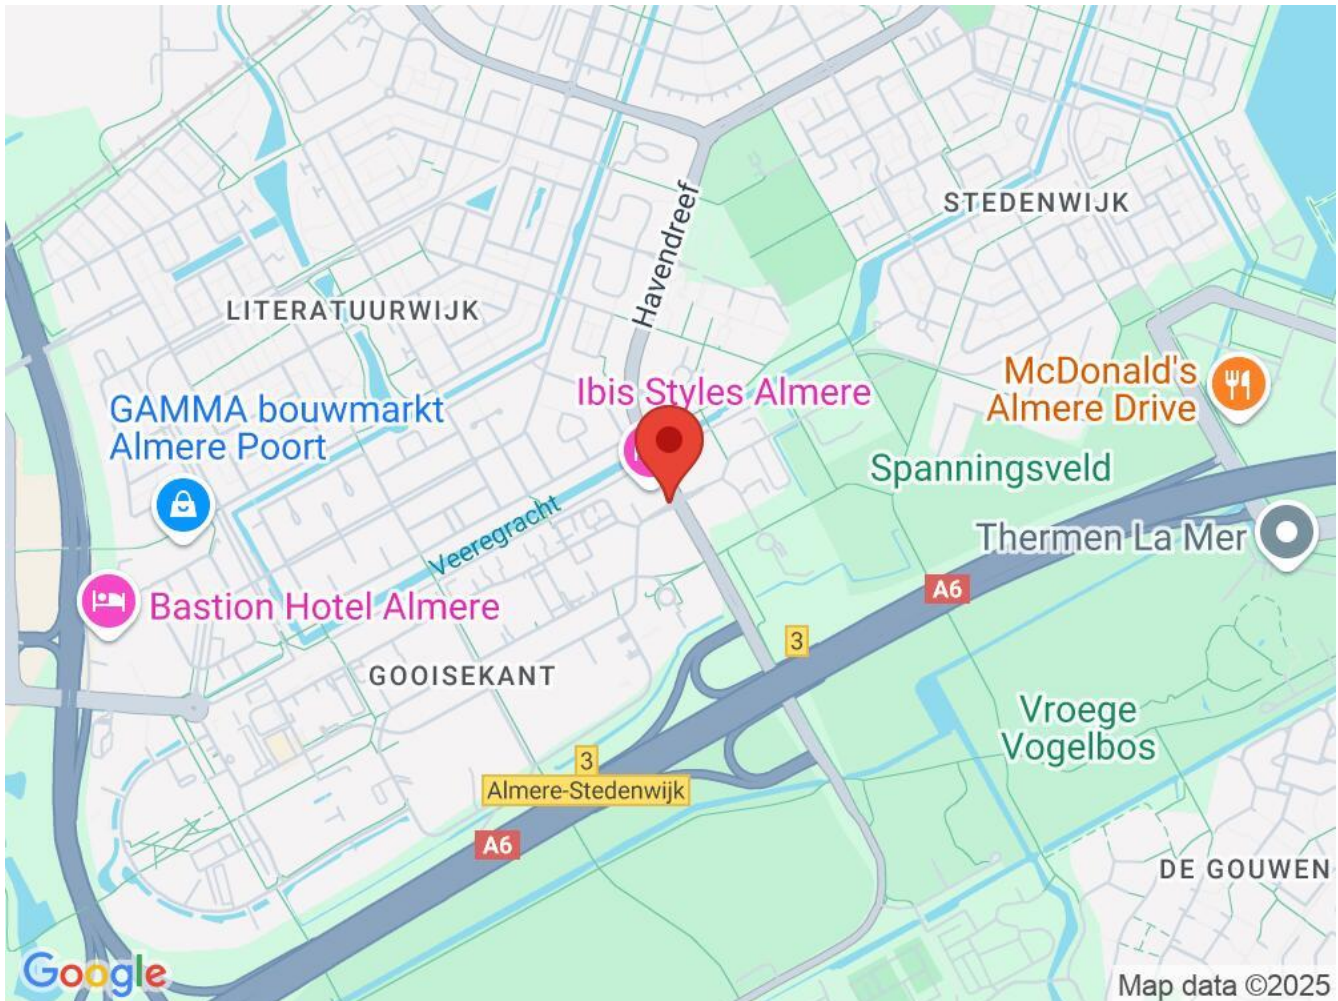 Havendreef
STEDENWIJK
LITERATUURWIJK
Ibis Styles Almere
McDonald's
Almere Drive
GAMMA bouwmarkt
Almere Poort
Spanningsveld
Veeregracht
Thermen La Mer
Bastion Hotel Almere
A6
3
GOOISEKANT
Vroege
Vogelbos
3
Almere-Stedenwijk
A6
DE GOUWEN
Google
Map data ©2025